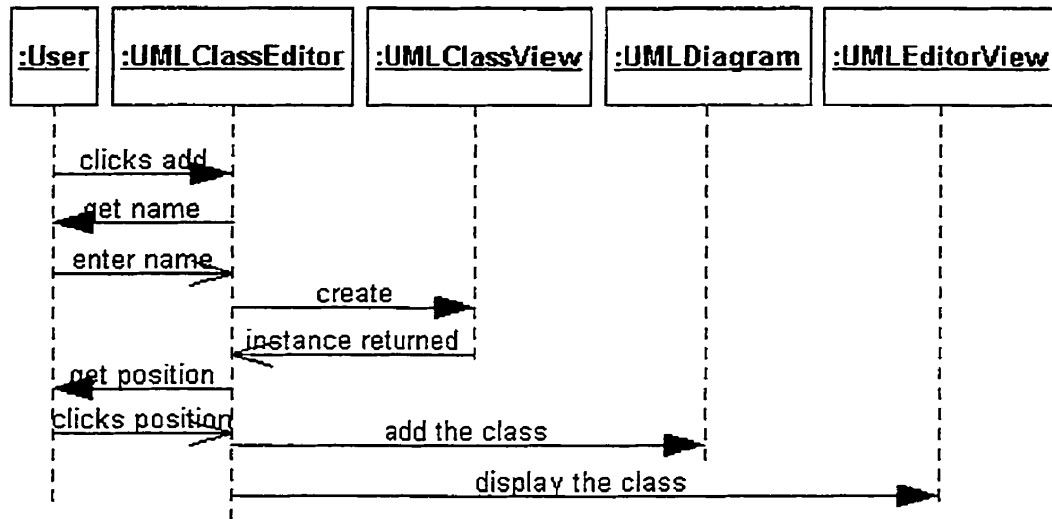 :User :UMLClassEditor :UMLClassView :UMLDiagram :UMLEditorView
clicks add
get name
enter name
create
instance returned
get position
clicks position
add the class
display the class